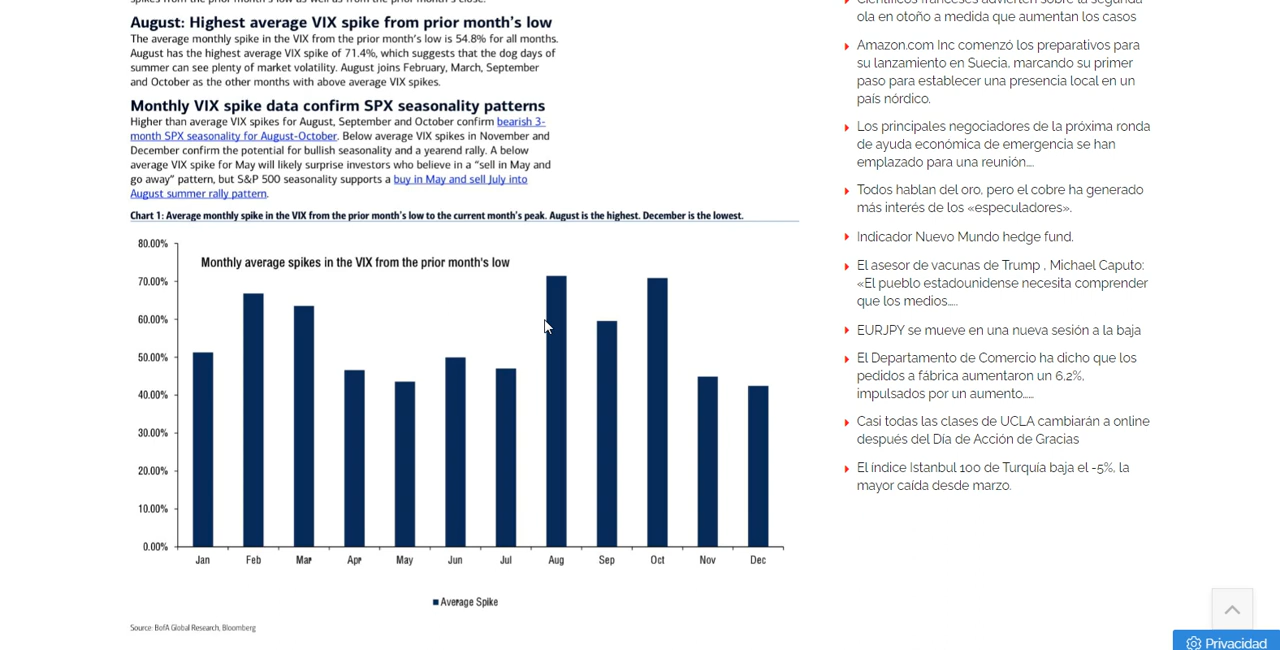 August: Highest average VIX spike from prior month's low
The average monthly spike in the VIX from the prior month's low is 54.8% for all months.
August has the highest average VIX spike of 71.4%, which suggests that the dog days of
summer can see plenty of market volatility. August joins February, March, September
and October as the other months with above average VIX spikes.
Monthly VIX spike data confirm SPX seasonality patterns
Higher than average VIX spikes for August, September and October confirm bearish 3-
month SPX seasonality for August-October. Below average VIX spikes in November and
December confirm the potential for bullish seasonality and a yearend rally. A below
average VIX spike for May will likely surprise investors who believe in a "sell in May and
go away" pattern, but S&P 500 seasonality supports a buy in May and sell July into
August summer rally pattern.
Chart 1: Average monthly spike in the VIX from the prior month's low to the current month's peak. August is the highest. December is the lowest.
Monthly average spikes in the VIX from the prior month's low
80.00%
70.00%
60.00%
50.00%
40.00%
30.00%
20.00%
10.00%
0.00%
Jan Feb Mar Apr May Jun Jul Aug Sep Oct Nov Dec
Average Spike
Source: BofA Global Research, Bloomberg
ola en otoño a medida que aumentan los casos
Amazon.com Inc comenzó los preparativos para
su lanzamiento en Suecia, marcando su primer
paso para establecer una presencia local en un
país nórdico.
Los principales negociadores de la próxima ronda
de ayuda económica de emergencia se han
emplazado para una reunión....
Todos hablan del oro, pero el cobre ha generado
más interés de los «especuladores».
Indicador Nuevo Mundo hedge fund.
El asesor de vacunas de Trump , Michael Caputo:
«El pueblo estadounidense necesita comprender
que los medios.....
EURJPY se mueve en una nueva sesión a la baja
El Departamento de Comercio ha dicho que los
pedidos a fábrica aumentaron un 6,2%,
impulsados por un aumento.....
Casi todas las clases de UCLA cambiarán a online
después del Día de Acción de Gracias
El índice Istanbul 100 de Turquía baja el -5%, la
mayor caída desde marzo.
Privacidad